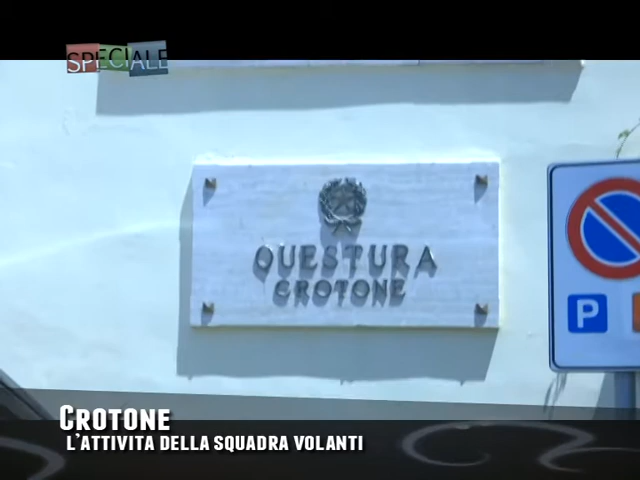 SPECIALE
QUESTURA
CROTONE
P
CROTONE
L'ATTIVITA DELLA SQUADRA VOLANTI